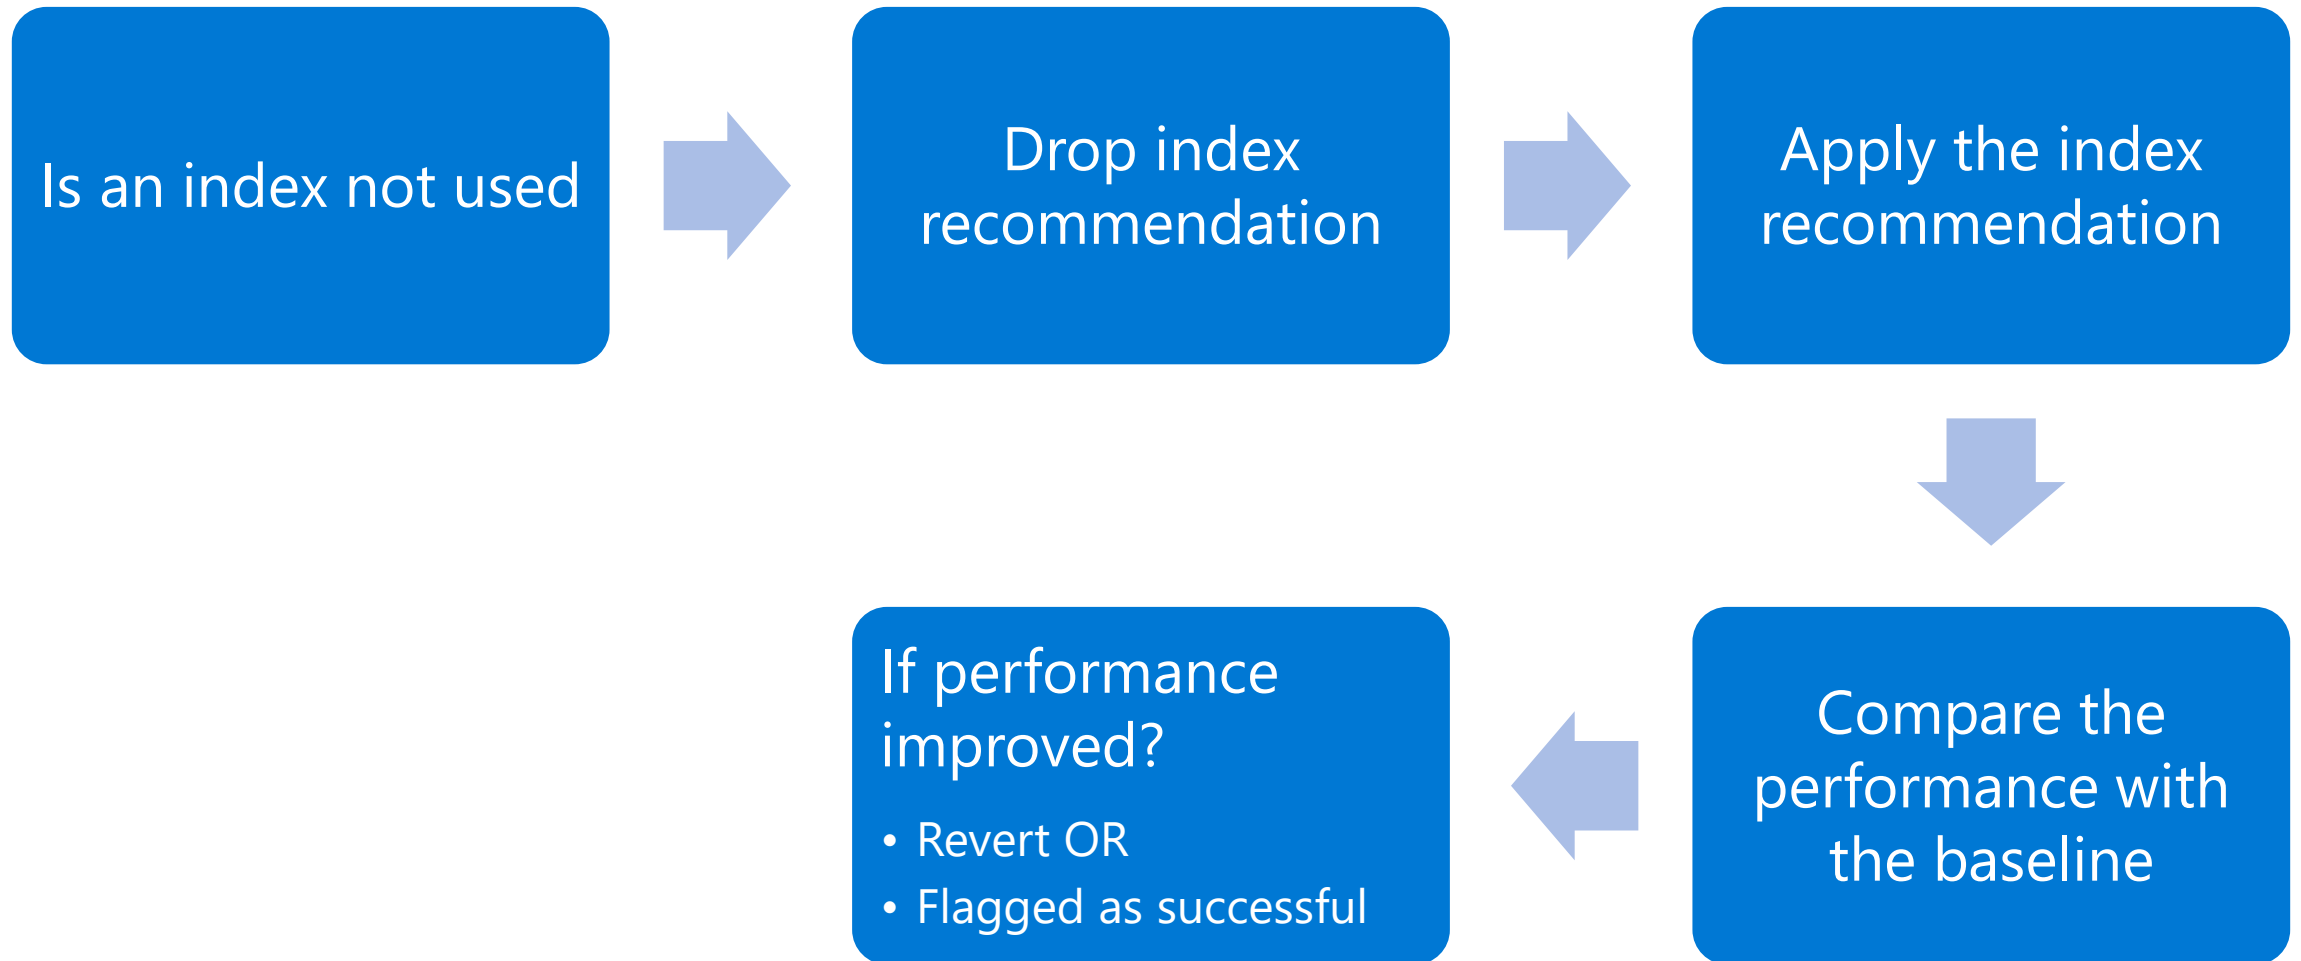 Is an index not used
Drop index
recommendation
Apply the index
recommendation
Compare the
performance with
the baseline
If performance
improved?
• Revert OR
• Flagged as successful